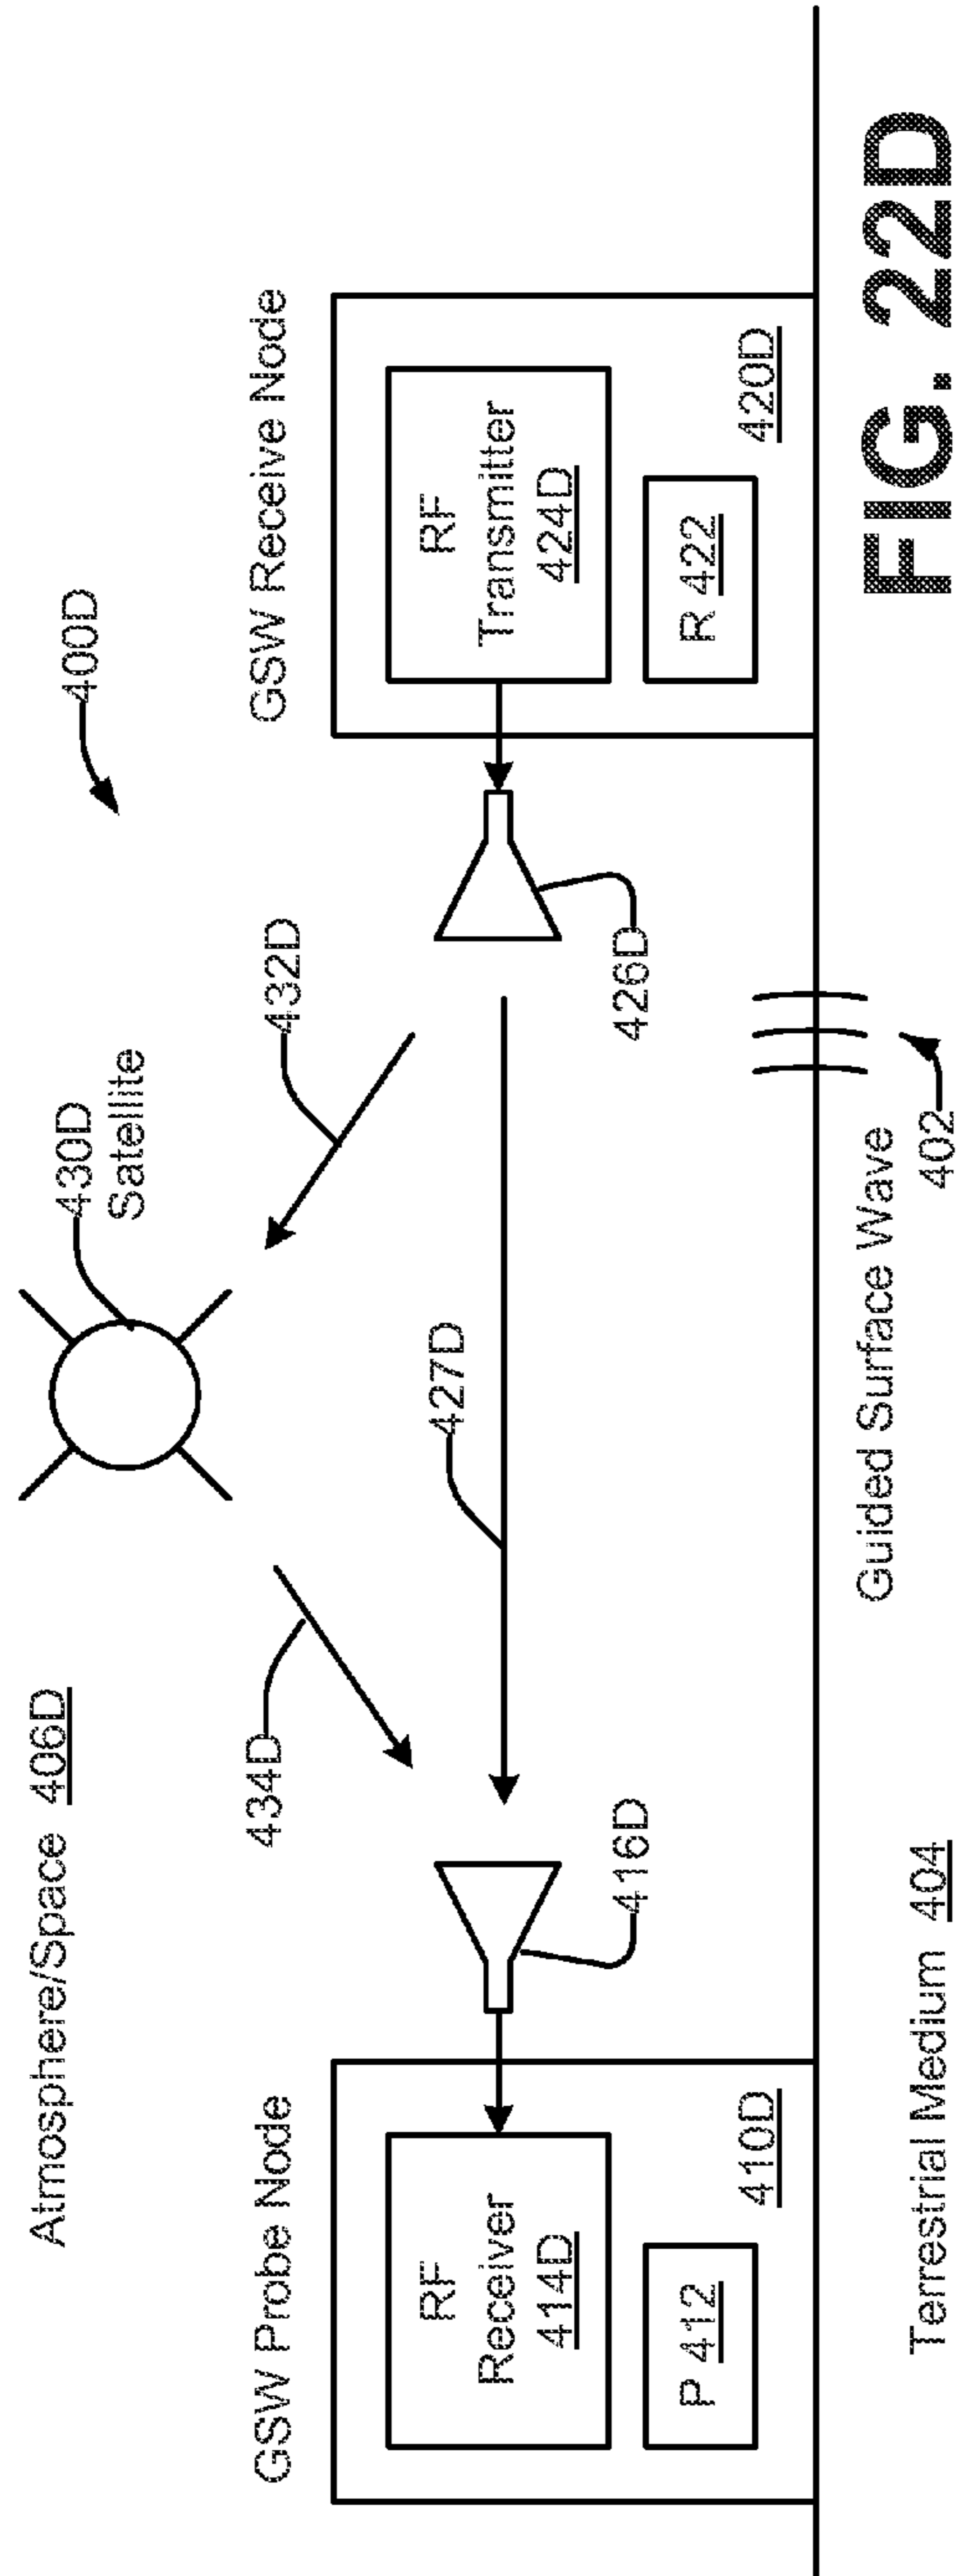 Atmosphere/Space 406D
430D
Satellite
400D
434D
432D
GSW Probe Node
GSW Receive Node
427D
RF
Receiver
414D
RF
Transmitter
424D
416D
426D
P 412
R 422
410D
420D
Guided Surface Wave
402
Terrestrial Medium 404
FIG. 22D